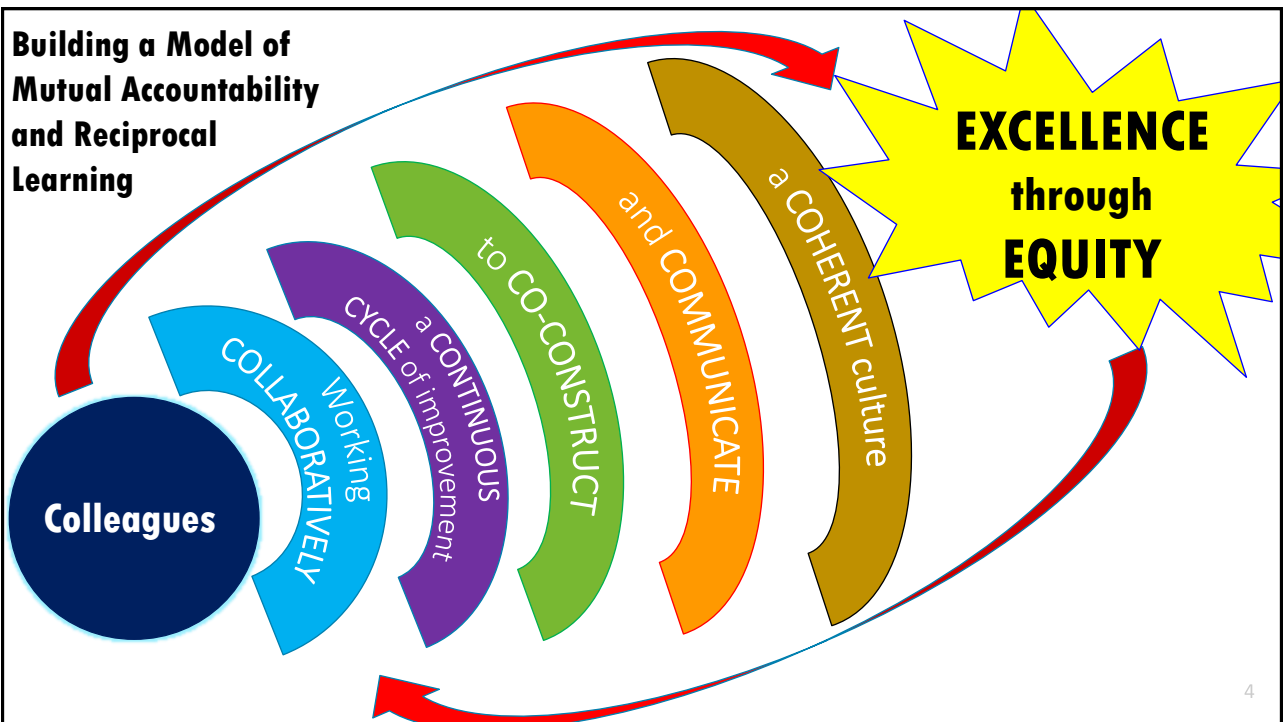 Building a Model of
Mutual Accountability
and Reciprocal
Learning
Colleagues
Working
COLLABORATIVELY
a CONTINUOUS
CYCLE of improvement
to CO-CONSTRUCT
and COMMUNICATE
a COHERENT culture
EXCELLENCE
through
EQUITY
4